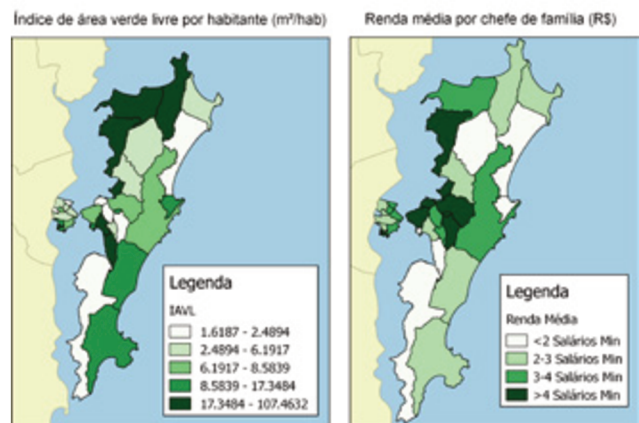 Índice de área verde livre por habitante (m²/hab)
Renda média por chefe de família (R$)
Legenda
IAVL
1.6187 - 2.4894
2.4894 - 6.1917
6.1917 - 8.5839
8.5839 - 17.3484
17.3484 - 107.4632
Legenda
Renda Média
<2 Salários Min
2-3 Salários Min
3-4 Salários Min
>4 Salários Min